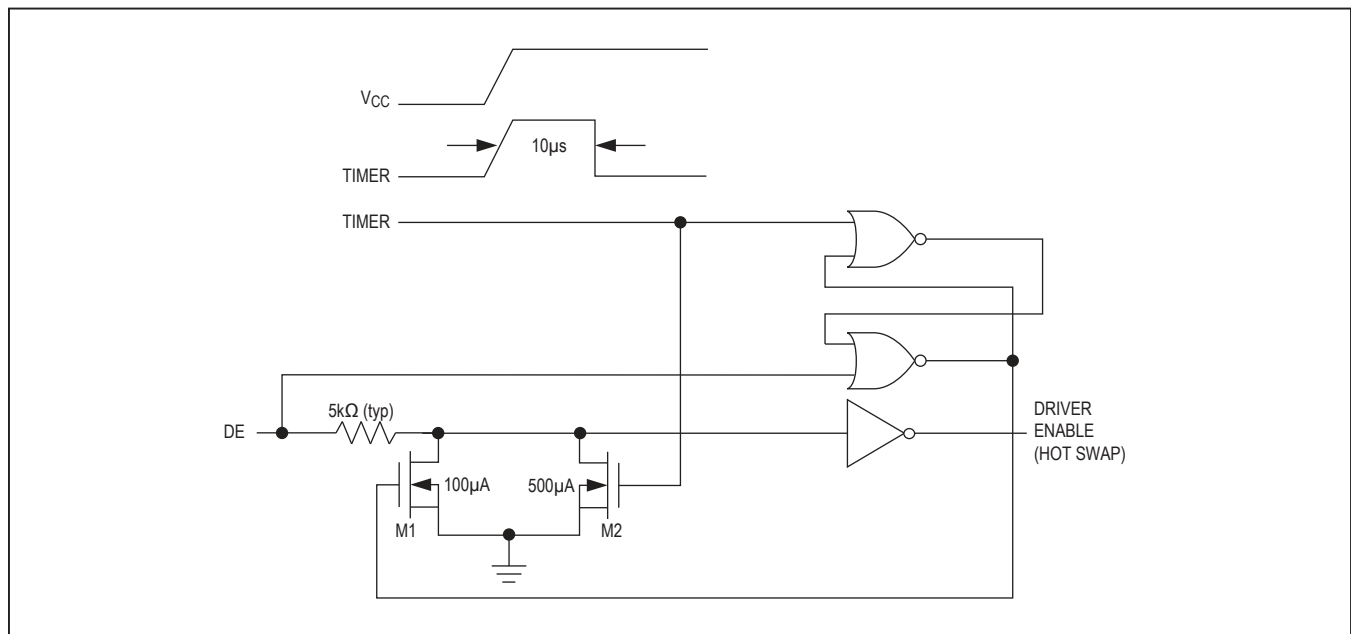 VCC
10µs
TIMER
TIMER
5kΩ (typ)
DE
DRIVER
ENABLE
(HOT SWAP)
100µA
500µA
M1
M2